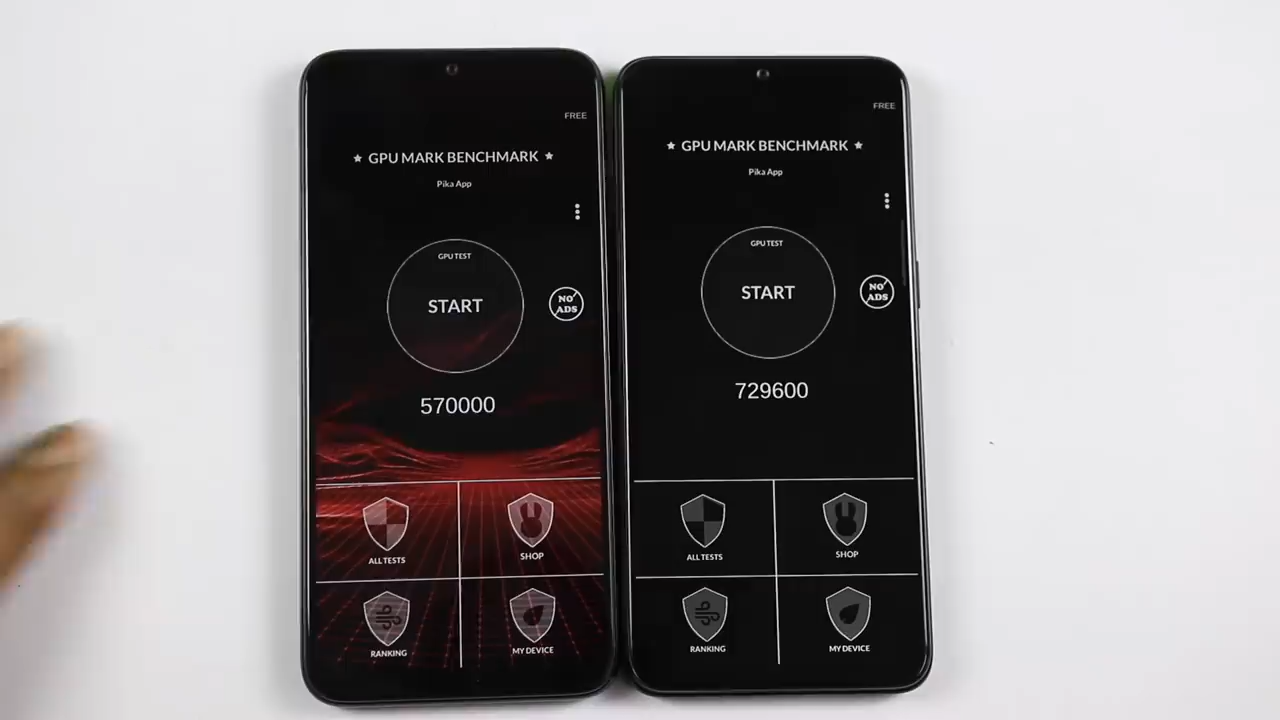 FREE
★ GPU MARK BENCHMARK ★
Pika App
GPU TEST
START
NO ADS
570000
ALL TESTS
SHOP
RANKING
MY DEVICE
FREE
★ GPU MARK BENCHMARK ★
Pika App
GPU TEST
START
NO ADS
729600
ALL TESTS
SHOP
RANKING
MY DEVICE